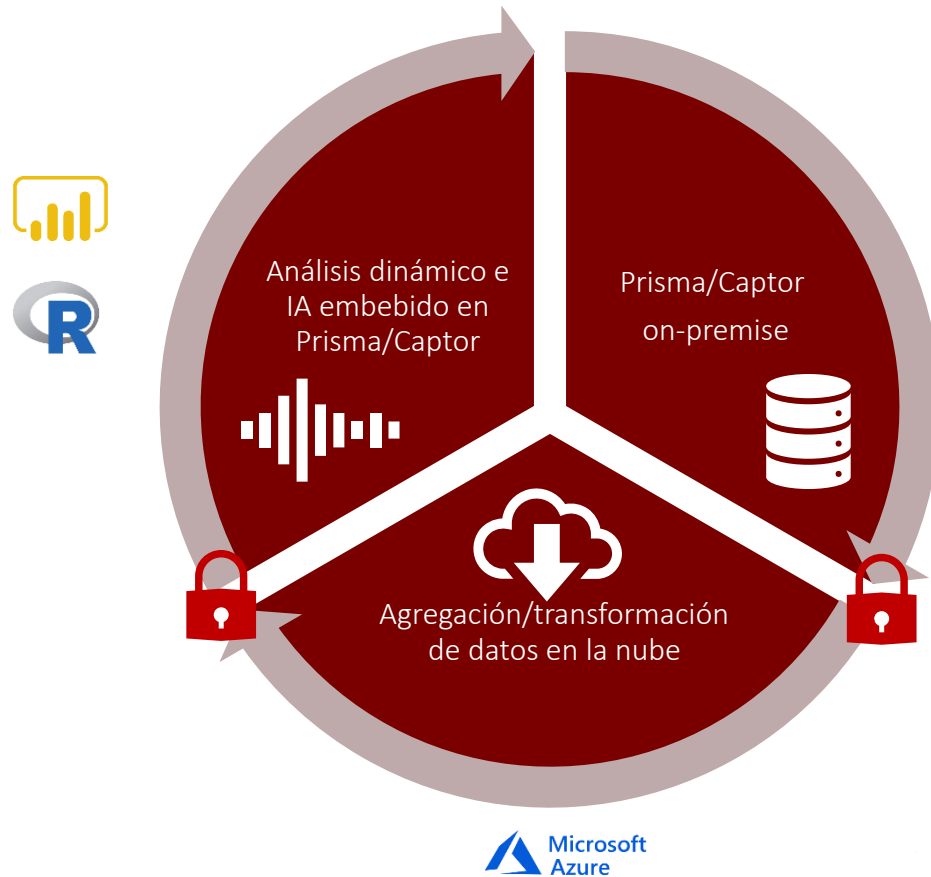 Análisis dinámico e
IA embebido en
Prisma/Captor
Prisma/Captor
on-premise
Agregación/transformación
de datos en la nube
R
Microsoft
Azure